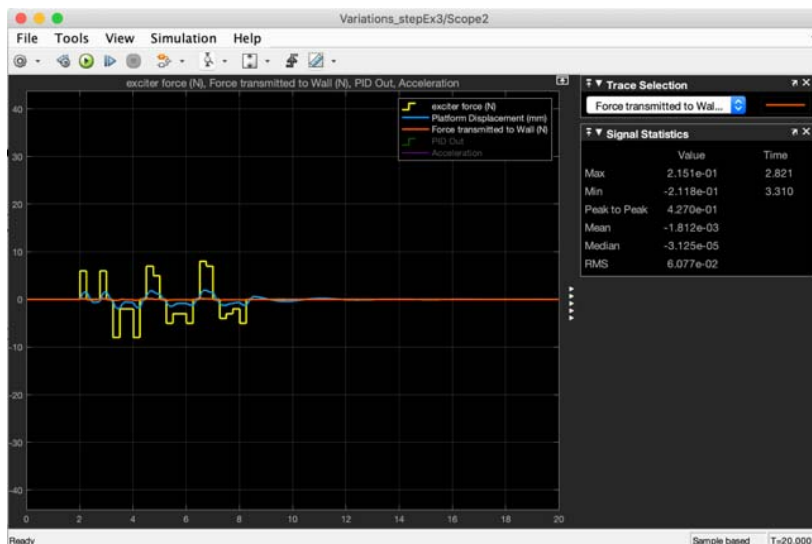 Variations_stepEx3/Scope2
File Tools View Simulation Help
exciter force (N), Force transmitted to Wall (N), PID Out, Acceleration
exciter force (N)
Platform Displacement (mm)
Force transmitted to Wall (N)
PID Out
Acceleration
40
30
20
10
0
-10
-20
-30
-40
0 2 4 6 8 10 12 14 16 18 20
Trace Selection
Force transmitted to Wal...
Signal Statistics
Value Time
Max 2.151e-01 2.821
Min -2.118e-01 3.310
Peak to Peak 4.270e-01
Mean -1.812e-03
Median -3.125e-05
RMS 6.077e-02
Ready Sample based